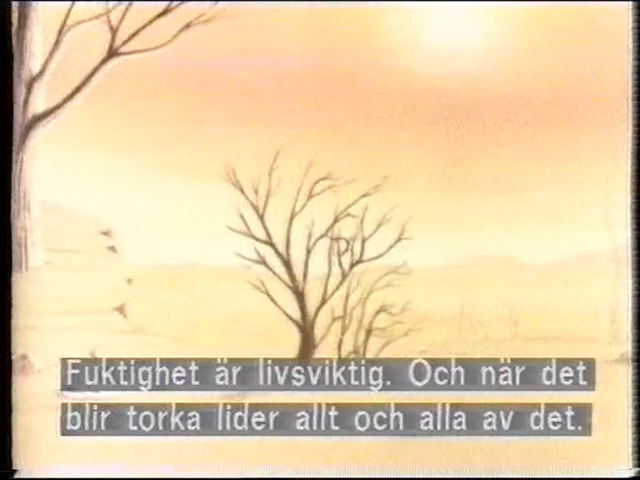 Fuktighet är livsviktig. Och när det
blir torka lider allt och alla av det.